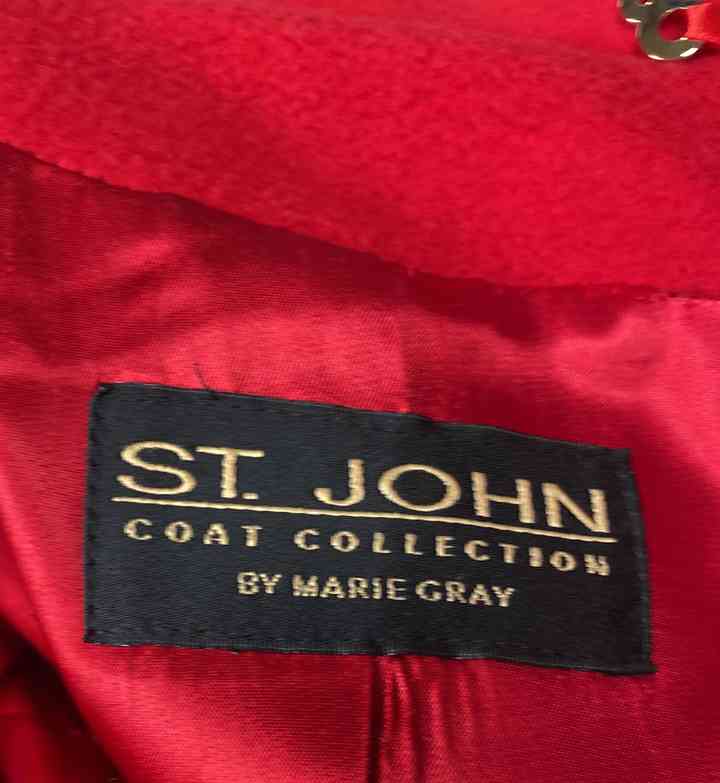 ST. JOHN
COAT COLLECTION
BY MARIE GRAY